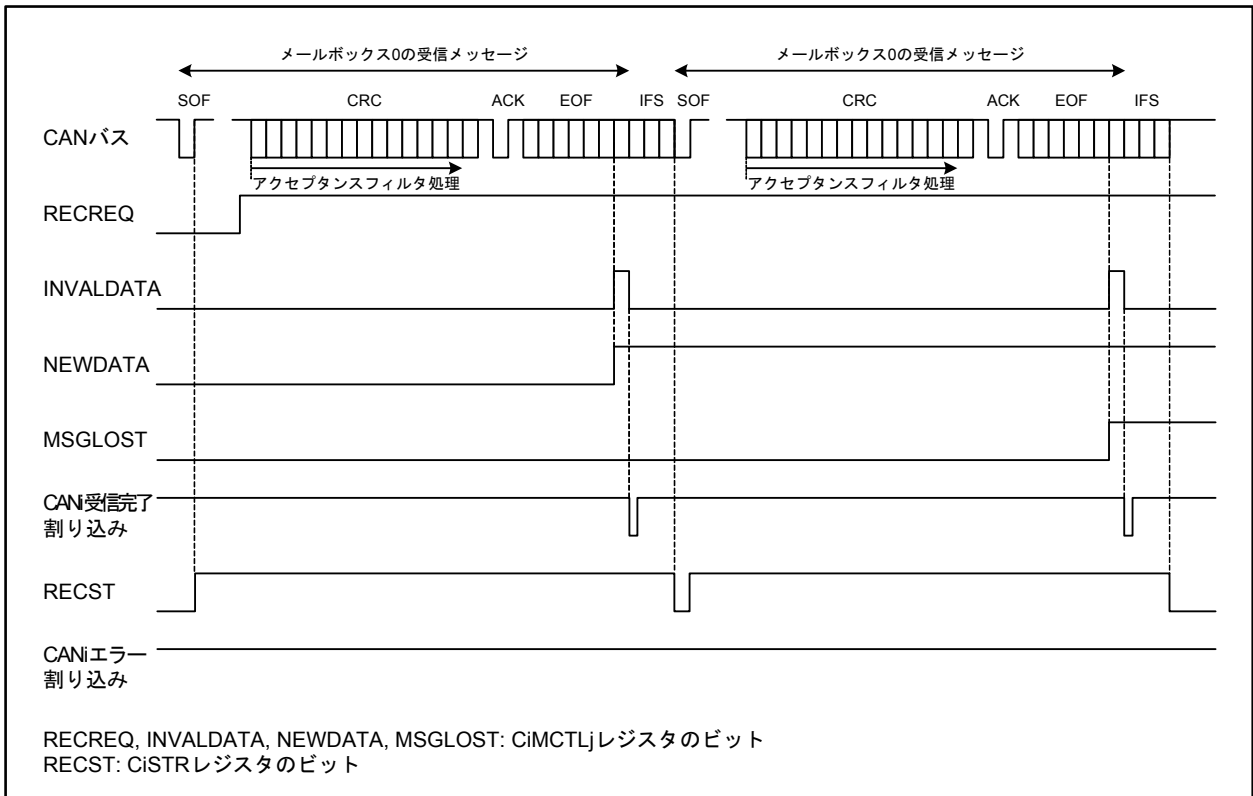 メールボックス0の受信メッセージ メールボックス0の受信メッセージ
SOF CRC ACK EOF IFS SOF CRC ACK EOF IFS
CANバス
アクセプタンスフィルタ処理 アクセプタンスフィルタ処理
RECREQ
INVALDATA
NEWDATA
MSGLOST
CANi受信完了
割り込み
RECST
CANiエラー
割り込み
RECREQ, INVALDATA, NEWDATA, MSGLOST: CiMCTLjレジスタのビット
RECST: CiSTRレジスタのビット